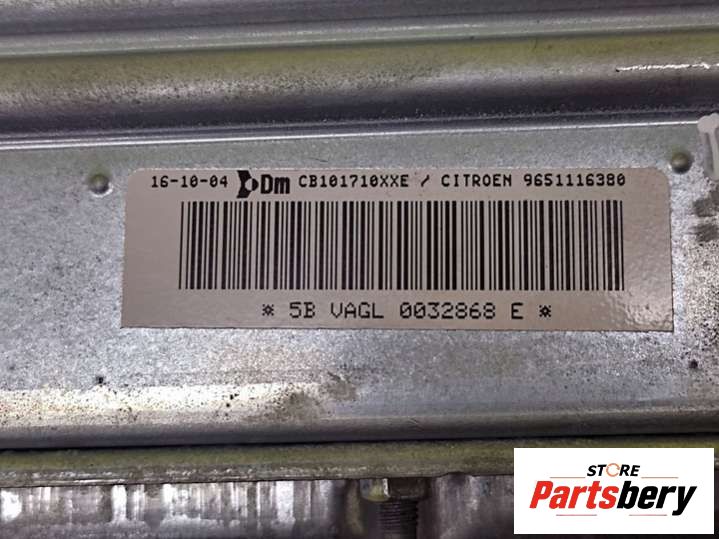 16-10-04 Dm CB101710XXE / CITROEN 9651116380
* 5B VAGL 0032868 E *
STORE
Partsbery